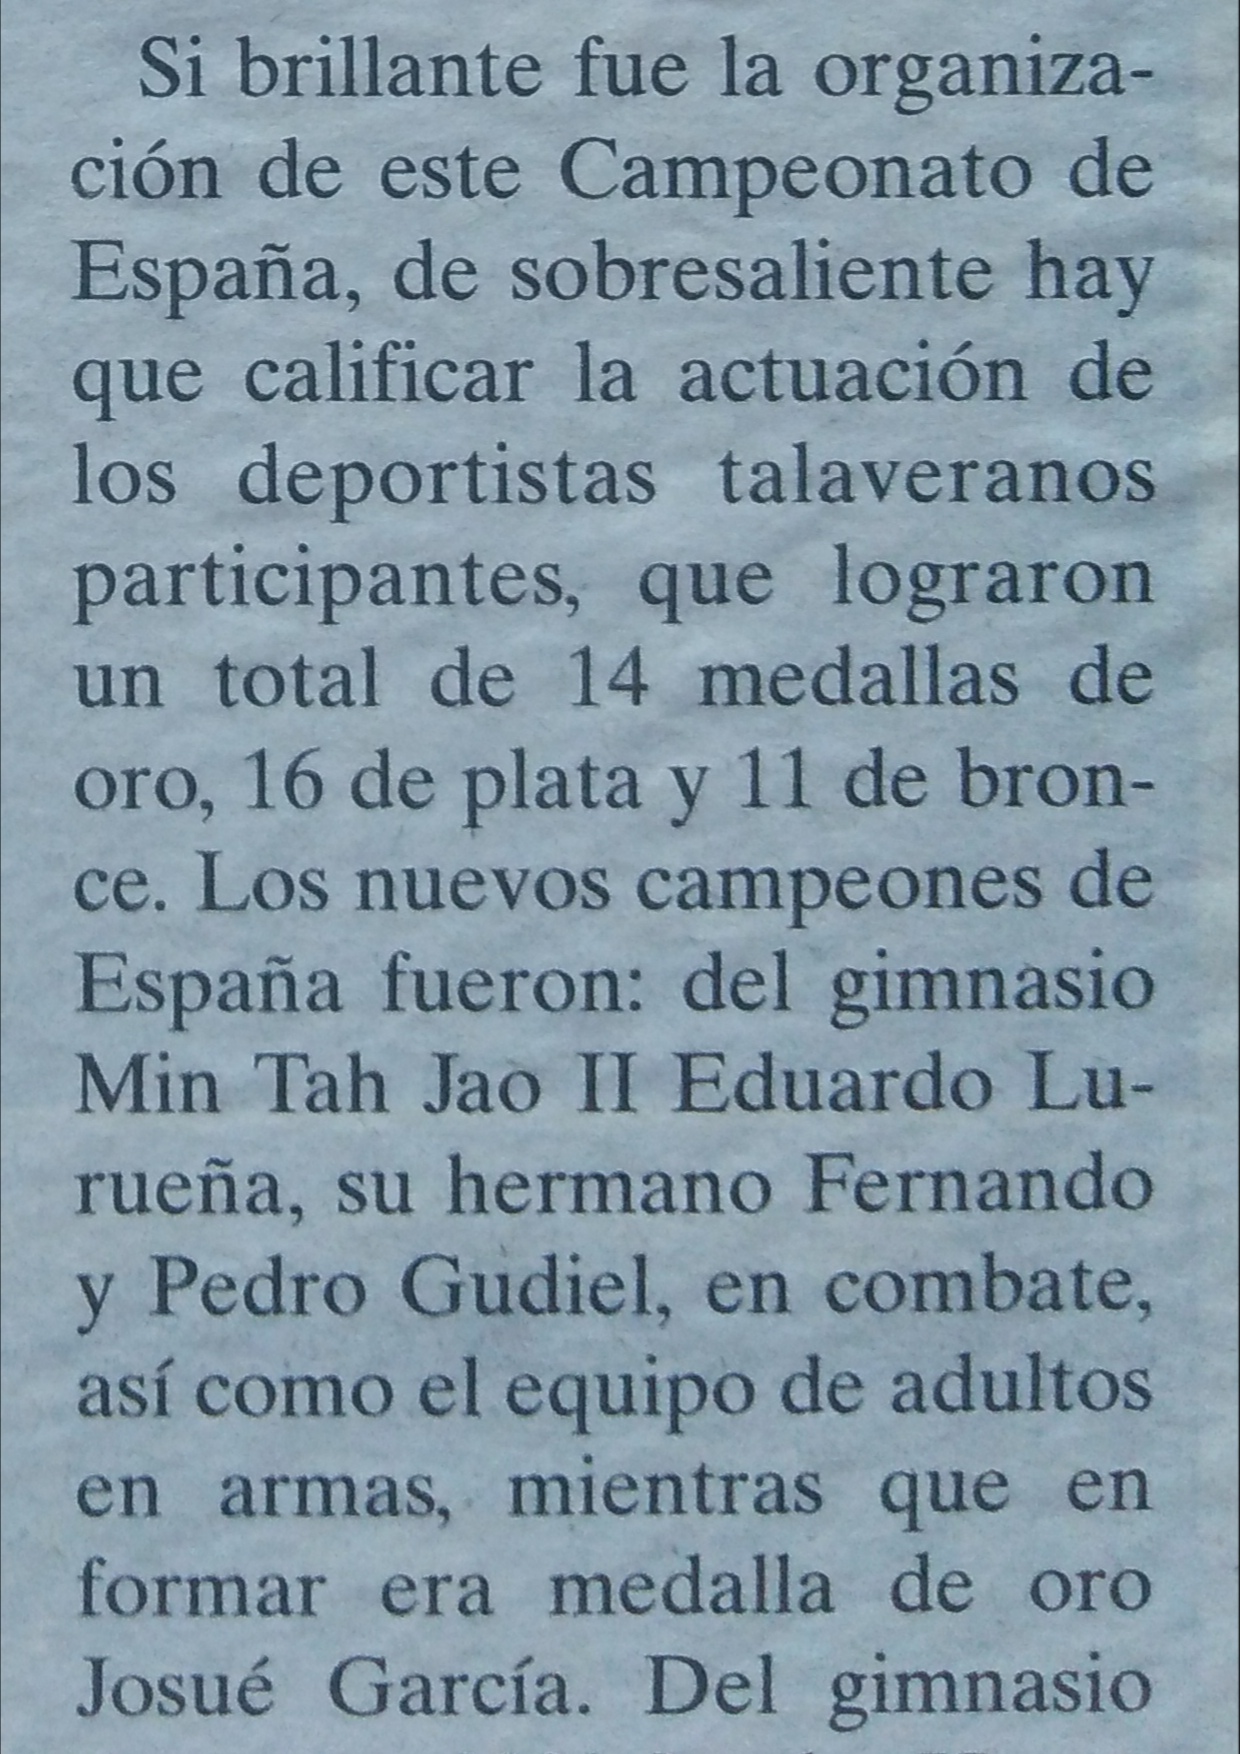 Si brillante fue la organiza-
ción de este Campeonato de
España, de sobresaliente hay
que calificar la actuación de
los deportistas talaveranos
participantes, que lograron
un total de 14 medallas de
oro, 16 de plata y 11 de bron-
ce. Los nuevos campeones de
España fueron: del gimnasio
Min Tah Jao II Eduardo Lu-
rueña, su hermano Fernando
y Pedro Gudiel, en combate,
así como el equipo de adultos
en armas, mientras que en
formar era medalla de oro
Josué García. Del gimnasio